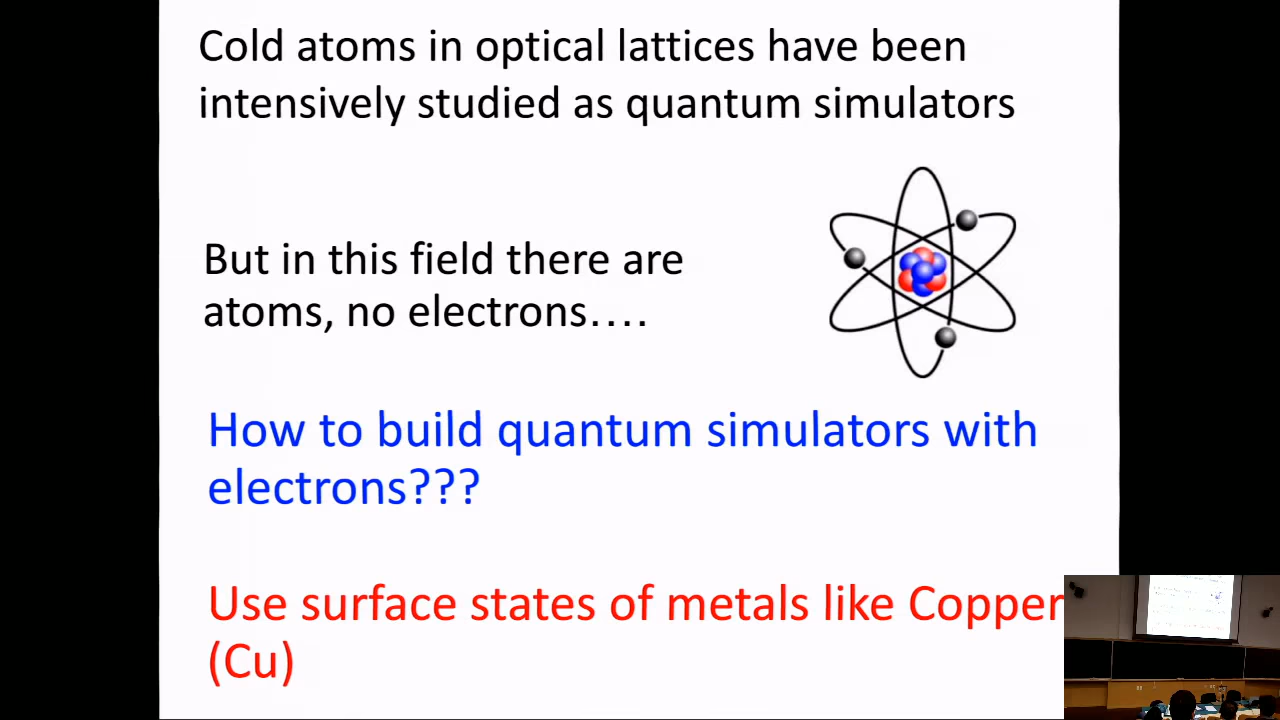 Cold atoms in optical lattices have been
intensively studied as quantum simulators
But in this field there are
atoms, no electrons....
How to build quantum simulators with
electrons???
Use surface states of metals like Copper
(Cu)